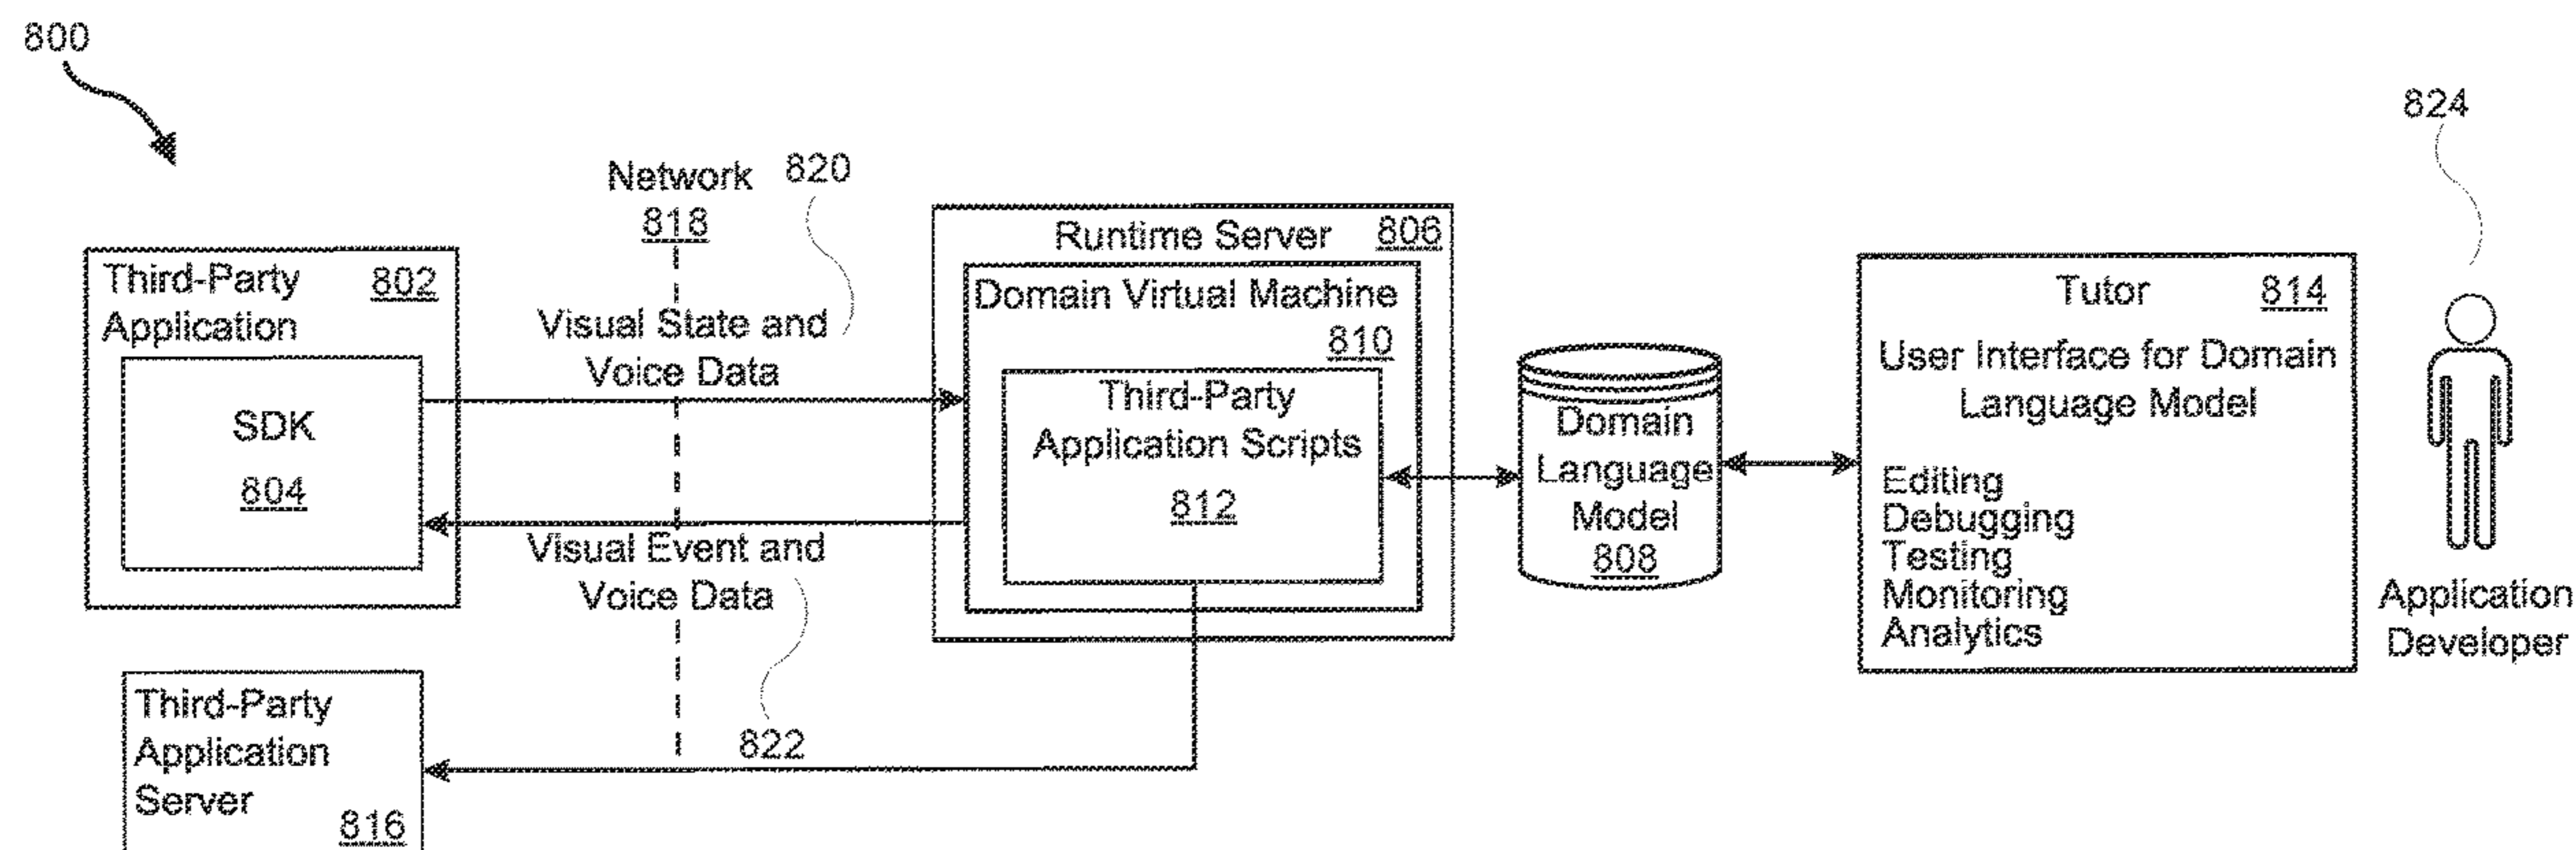 800
Network
818
820
Visual State and
Voice Data
Third-Party
Application
802
SDK
804
Visual Event and
Voice Data
822
Third-Party
Application
Server
816
Runtime Server
806
Domain Virtual Machine
810
Third-Party
Application Scripts
812
Domain
Language
Model
808
Tutor
814
User Interface for Domain
Language Model
Editing
Debugging
Testing
Monitoring
Analytics
824
Application
Developer